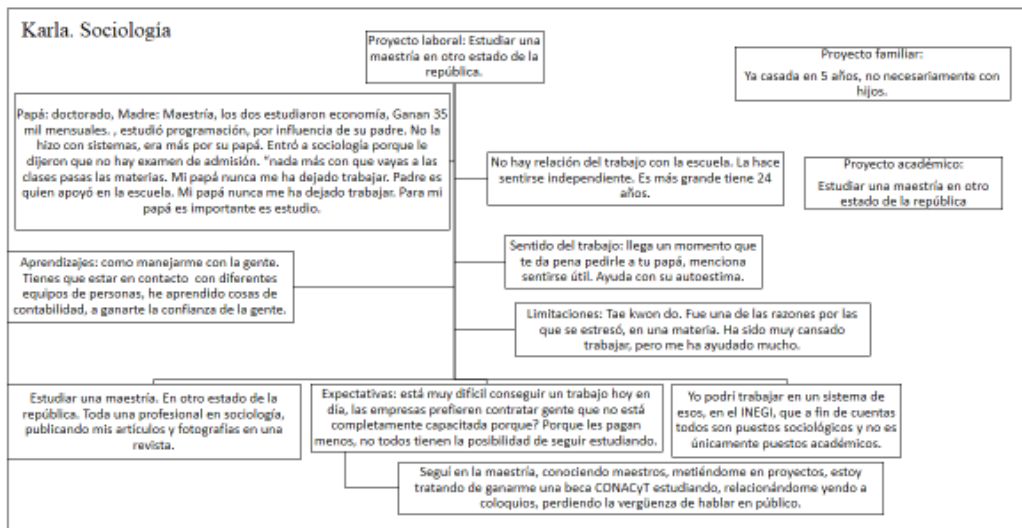 Karla. Sociología
Proyecto laboral: Estudiar una
maestría en otro estado de la
república.
Proyecto familiar:
Ya casada en 5 años, no necesariamente con
hijos.
Papá: doctorado, Madre: Maestría, los dos estudiaron economía, Ganan 35
mil mensuales. , estudió programación, por influencia de su padre. No la
hizo con sistemas, era más por su papá. Entró a sociología porque le
dijeron que no hay examen de admisión. “nada más con que vayas a las
clases pasas las materias. Mi papá nunca me ha dejado trabajar. Padre es
quien apoyó en la escuela. Mi papá nunca me ha dejado trabajar. Para mi
papá es importante es estudio.
No hay relación del trabajo con la escuela. La hace
sentirse independiente. Es más grande tiene 24
años.
Proyecto académico:
Estudiar una maestría en otro
estado de la república
Sentido del trabajo: llega un momento que
te da pena pedirle a tu papá, menciona
sentirse útil. Ayuda con su autoestima.
Aprendizajes: como manejarme con la gente.
Tienes que estar en contacto con diferentes
equipos de personas, he aprendido cosas de
contabilidad, a ganarte la confianza de la gente.
Limitaciones: Tae kwon do. Fue una de las razones por las
que se estresó, en una materia. Ha sido muy cansado
trabajar, pero me ha ayudado mucho.
Estudiar una maestría. En otro estado de la
república. Toda una profesional en sociología,
publicando mis artículos y fotografias en una
revista.
Expectativas: está muy difícil conseguir un trabajo hoy en
día, las empresas prefieren contratar gente que no está
completamente capacitada porque? Porque les pagan
menos, no todos tienen la posibilidad de seguir estudiando.
Yo podri trabajar en un sistema de
esos, en el INEGI, que a fin de cuentas
todos son puestos sociológicos y no es
únicamente puestos académicos.
Seguí en la maestría, conociendo maestros, metiéndome en proyectos, estoy
tratando de ganarme una beca CONACyT estudiando, relacionándome yendo a
coloquios, perdiendo la vergüenza de hablar en público.